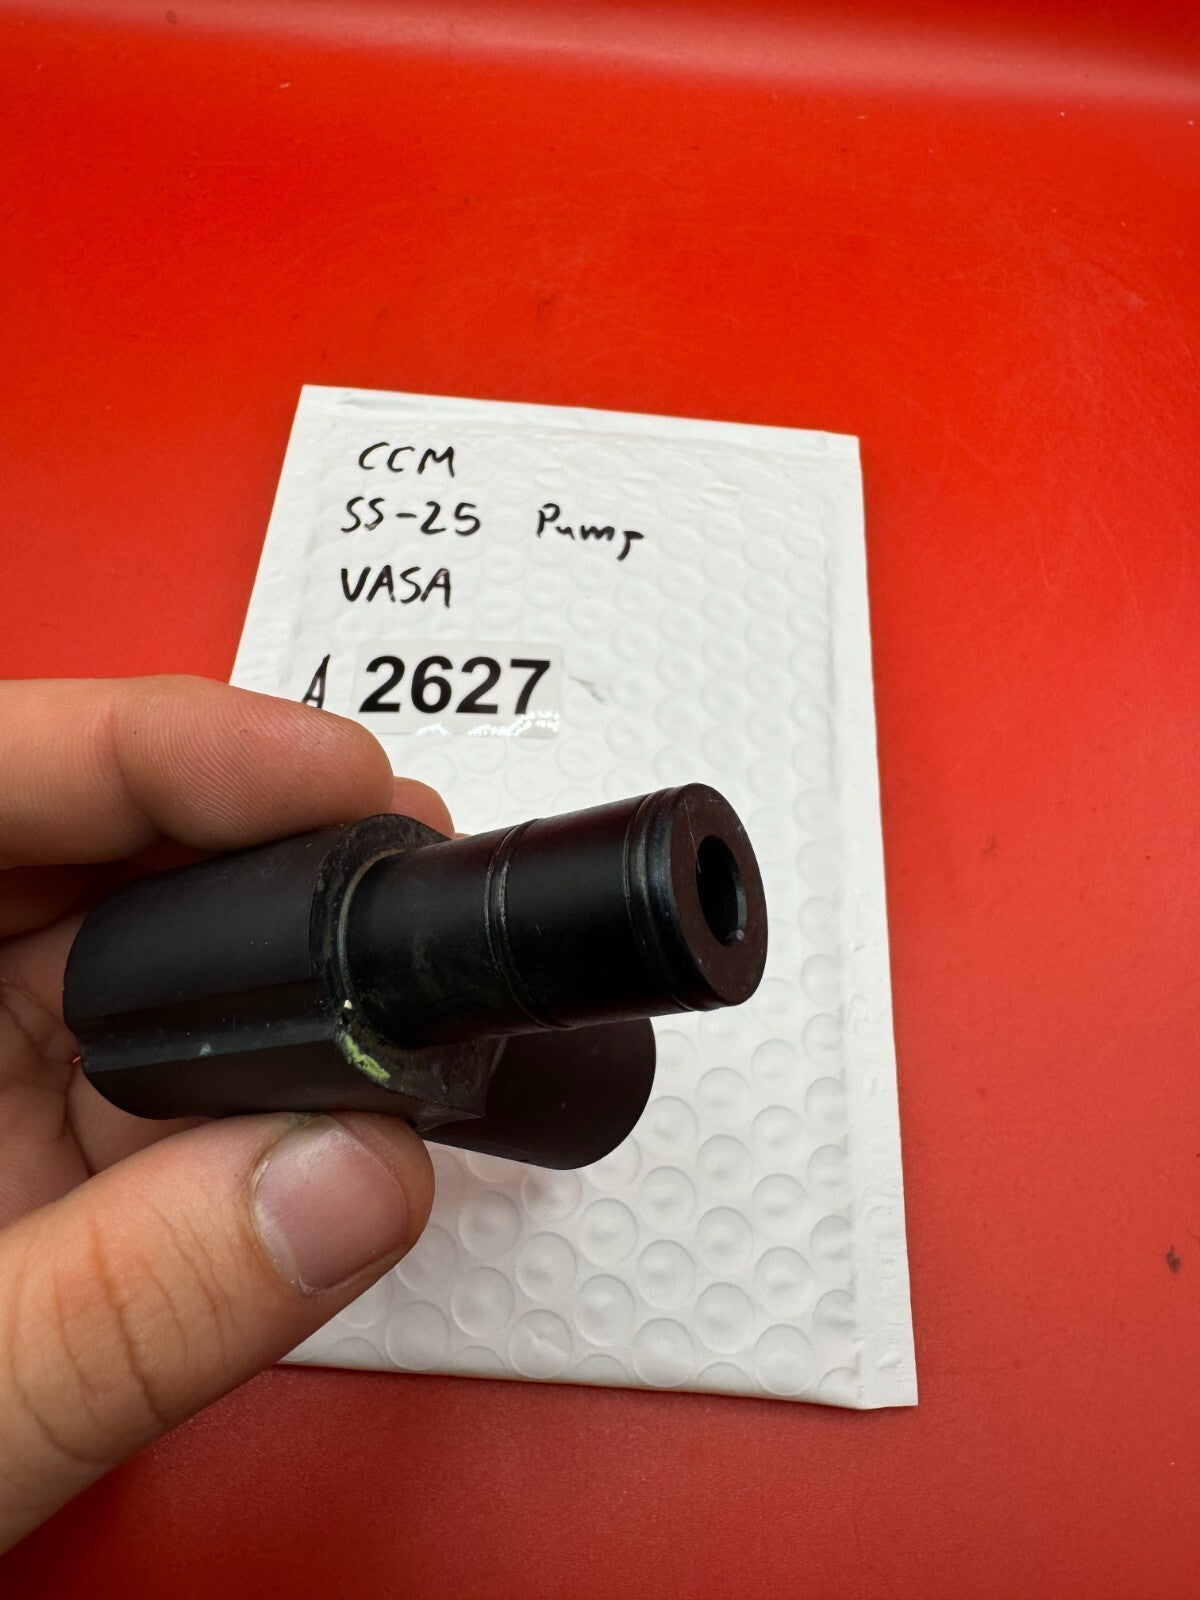 CCM
SS-25 Pump
VASA
A 2627